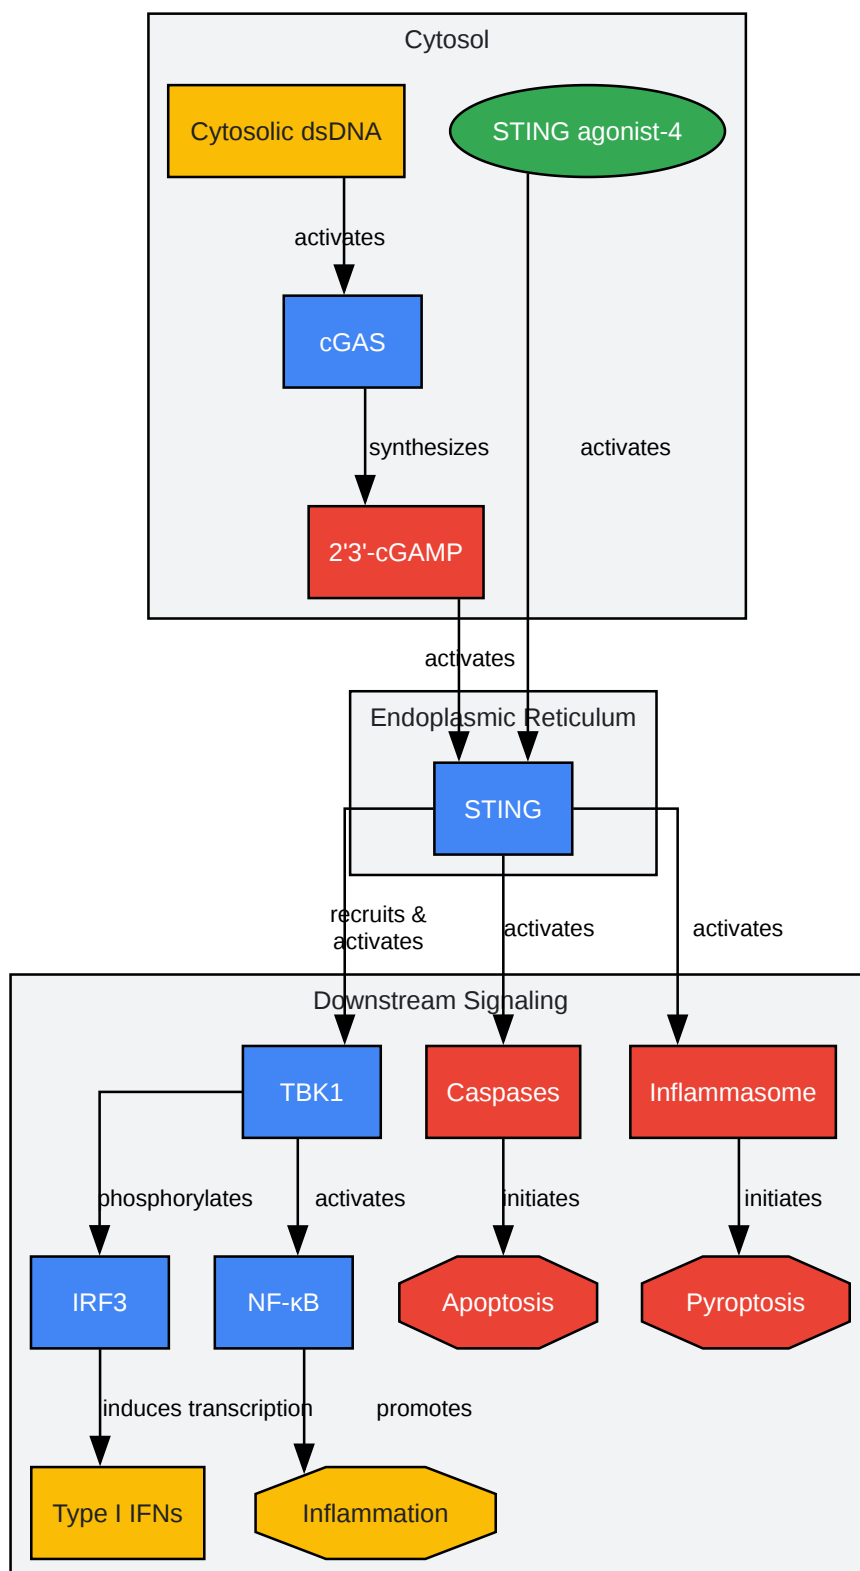 Cytosol
Cytosolic dsDNA
STING agonist-4
activates
cGAS
synthesizes
activates
2'3'-cGAMP
activates
Endoplasmic Reticulum
STING
recruits &
activates
activates
activates
Downstream Signaling
TBK1
Caspases
Inflammasome
phosphorylates
activates
initiates
initiates
IRF3
NF-κB
Apoptosis
Pyroptosis
induces transcription
promotes
Type I IFNs
Inflammation